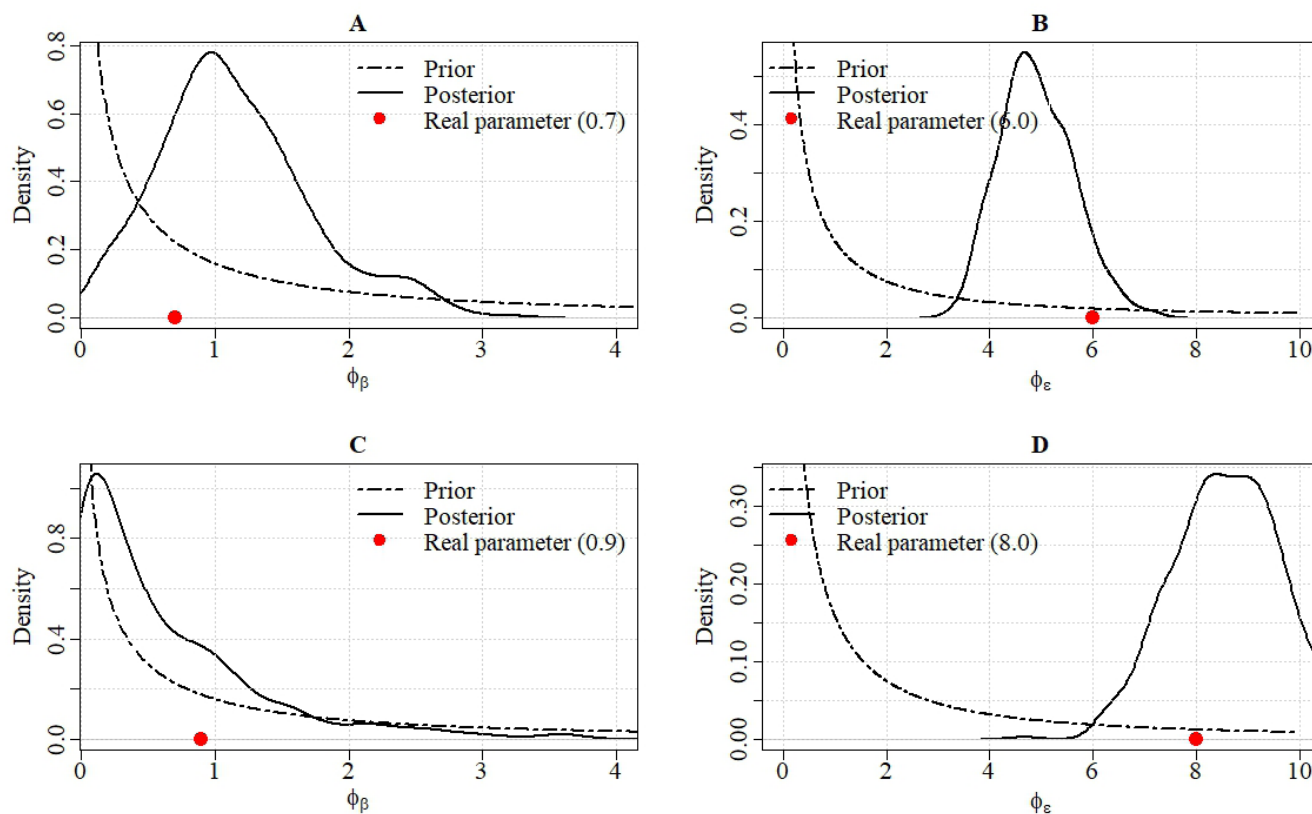 A
Density
0.0 0.2 0.4 0.6 0.8
Prior
Posterior
Real parameter (0.7)
0 1 2 3 4
ϕβ
B
Density
0.0 0.2 0.4
Prior
Posterior
Real parameter (6.0)
0 2 4 6 8 10
ϕε
C
Density
0.0 0.4 0.8
Prior
Posterior
Real parameter (0.9)
0 1 2 3 4
ϕβ
D
Density
0.00 0.10 0.20 0.30
Prior
Posterior
Real parameter (8.0)
0 2 4 6 8 10
ϕε